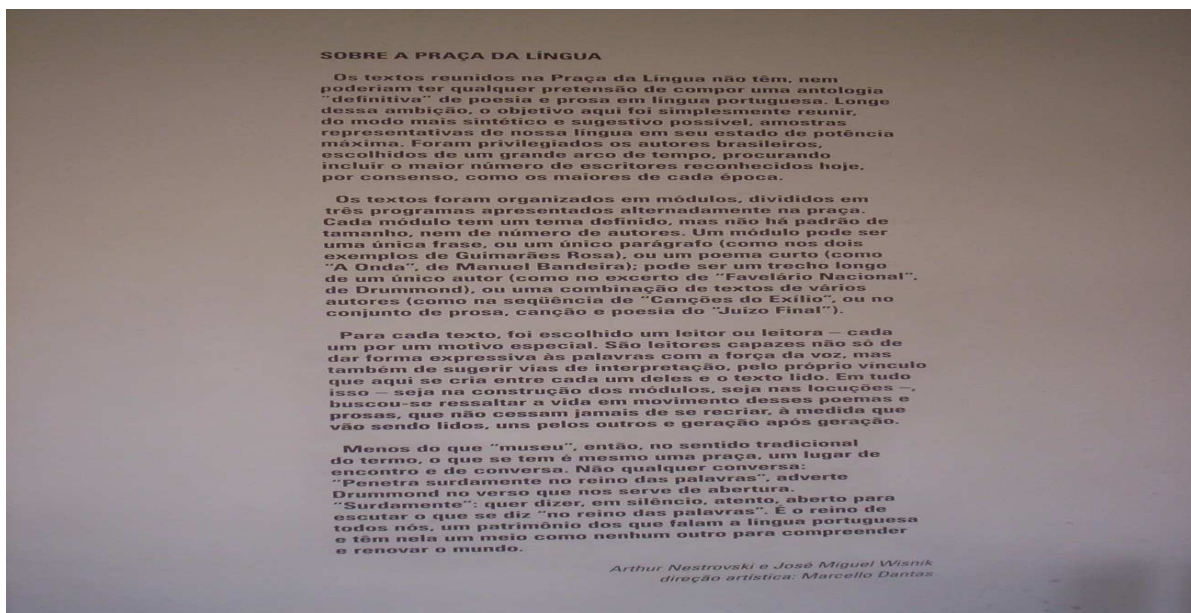 SOBRE A PRAÇA DA LÍNGUA
Os textos reunidos na Praça da Língua não têm, nem
poderiam ter qualquer pretensão de compor uma antologia
"definitiva" de poesia e prosa em língua portuguesa. Longe
dessa ambição, o objetivo aqui foi simplesmente reunir,
do modo mais sintético e sugestivo possível, amostras
representativas de nossa língua em seu estado de potência
máxima. Foram privilegiados os autores brasileiros,
escolhidos de um grande arco de tempo, procurando
incluir o maior número de escritores reconhecidos hoje,
por consenso, como os maiores de cada época.
Os textos foram organizados em módulos, divididos em
três programas apresentados alternadamente na praça.
Cada módulo tem um tema definido, mas não há padrão de
tamanho, nem de número de autores. Um módulo pode ser
uma única frase, ou um único parágrafo (como nos dois
exemplos de Guimarães Rosa), ou um poema curto (como
"A Onda", de Manuel Bandeira); pode ser um trecho longo
de um único autor (como no excerto de "Favelário Nacional",
de Drummond), ou uma combinação de textos de vários
autores (como na seqüência de "Canções do Exílio", ou no
conjunto de prosa, canção e poesia do "Juízo Final").
Para cada texto, foi escolhido um leitor ou leitora – cada
um por um motivo especial. São leitores capazes não só de
dar forma expressiva às palavras com a força da voz, mas
também de sugerir vias de interpretação, pelo próprio vínculo
que aqui se cria entre cada um deles e o texto lido. Em tudo
isso – seja na construção dos módulos, seja nas locuções –,
buscou-se ressaltar a vida em movimento desses poemas e
prosas, que não cessam jamais de se recriar, à medida que
vão sendo lidos, uns pelos outros e geração após geração.
Menos do que "museu", então, no sentido tradicional
do termo, o que se tem é mesmo uma praça, um lugar de
encontro e de conversa. Não qualquer conversa:
"Penetra surdamente no reino das palavras", adverte
Drummond no verso que nos serve de abertura.
"Surdamente": quer dizer, em silêncio, atento, aberto para
escutar o que se diz "no reino das palavras". É o reino de
todos nós, um patrimônio dos que falam a língua portuguesa
e têm nela um meio como nenhum outro para compreender
e renovar o mundo.
Arthur Nestrovski e José Miguel Wisnik
direção artística: Marcello Dantas